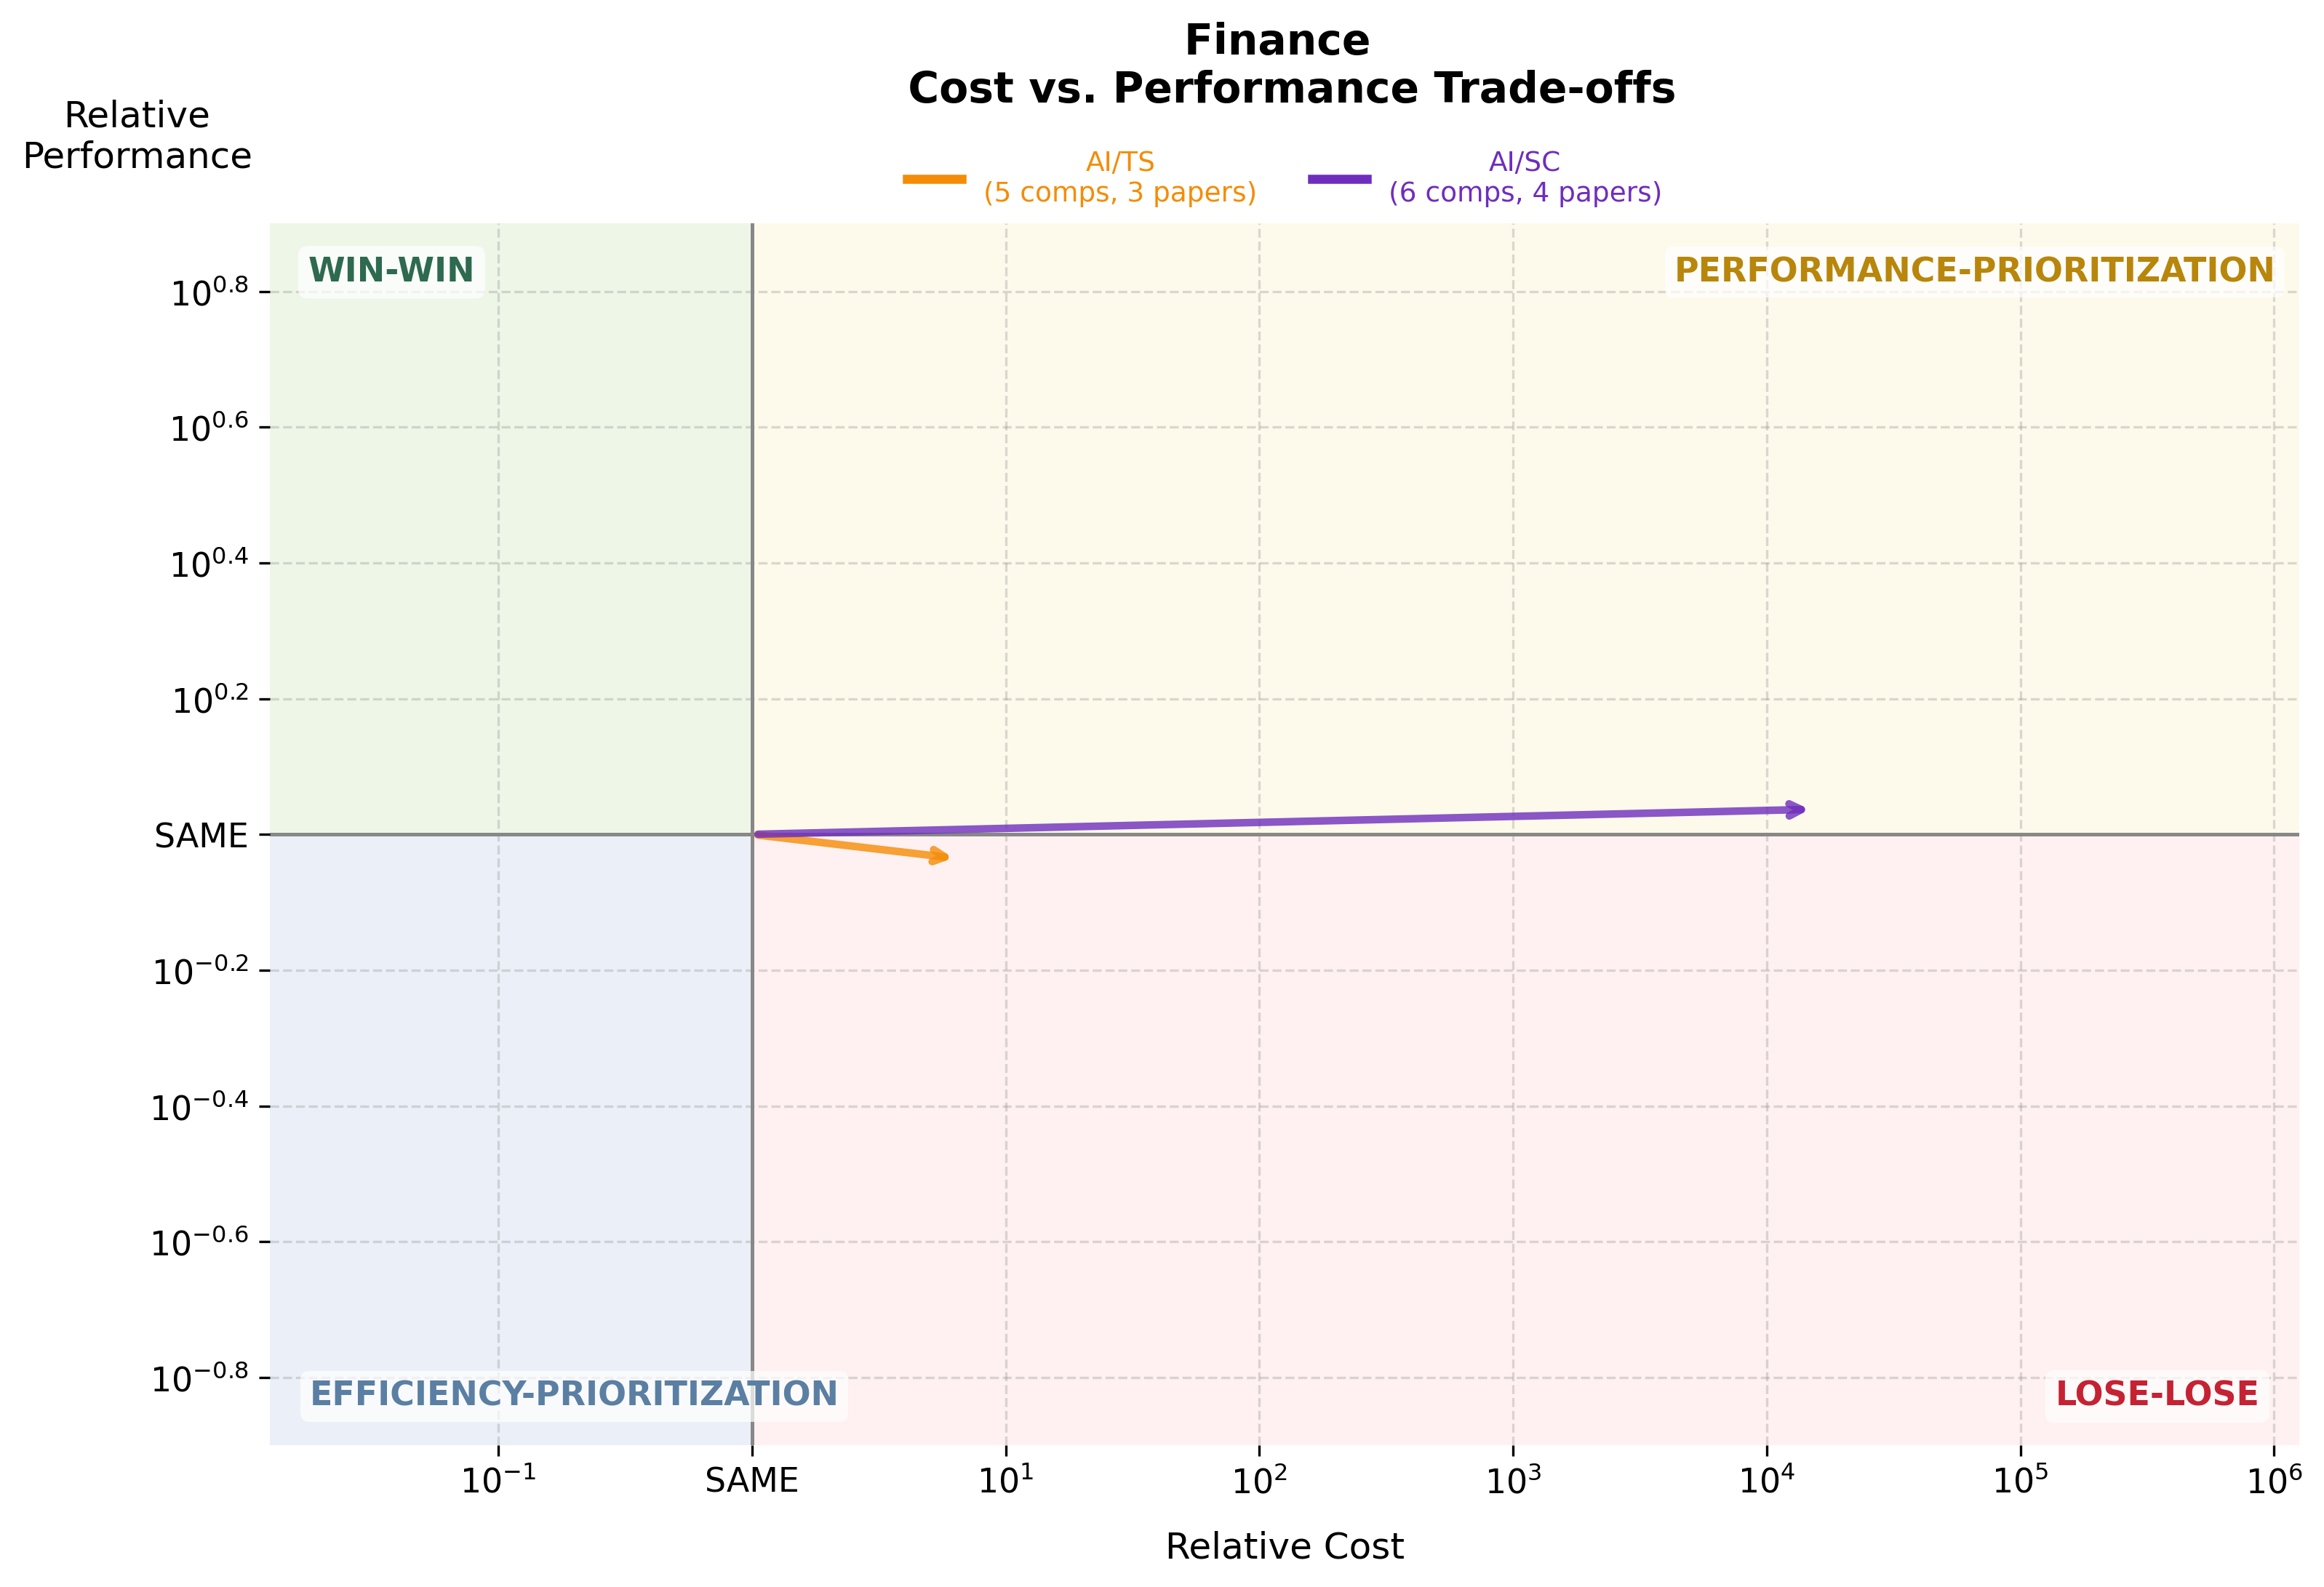 Finance
Cost vs. Performance Trade-offs
Relative
Performance
AI/TS
(5 comps, 3 papers)
AI/SC
(6 comps, 4 papers)
WIN-WIN
PERFORMANCE-PRIORITIZATION
10^0.8
10^0.6
10^0.4
10^0.2
SAME
10^−0.2
10^−0.4
10^−0.6
10^−0.8
EFFICIENCY-PRIORITIZATION
LOSE-LOSE
10^−1 SAME 10^1 10^2 10^3 10^4 10^5 10^6
Relative Cost